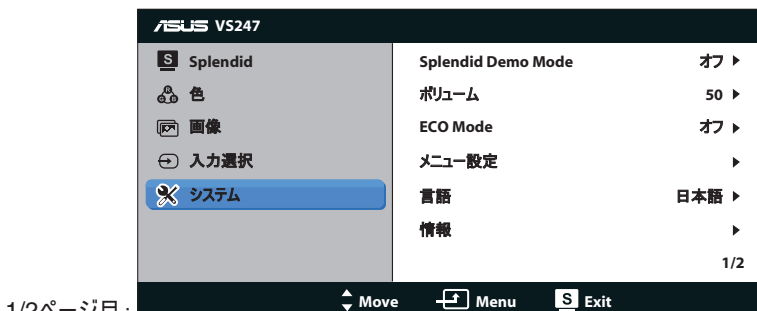 ASUS VS247
S Splendid
色
画像
入力選択
システム
Splendid Demo Mode オフ
ボリューム 50
ECO Mode オフ
メニュー設定
言語 日本語
情報
1/2
Move Menu S Exit
1/2ページ目: